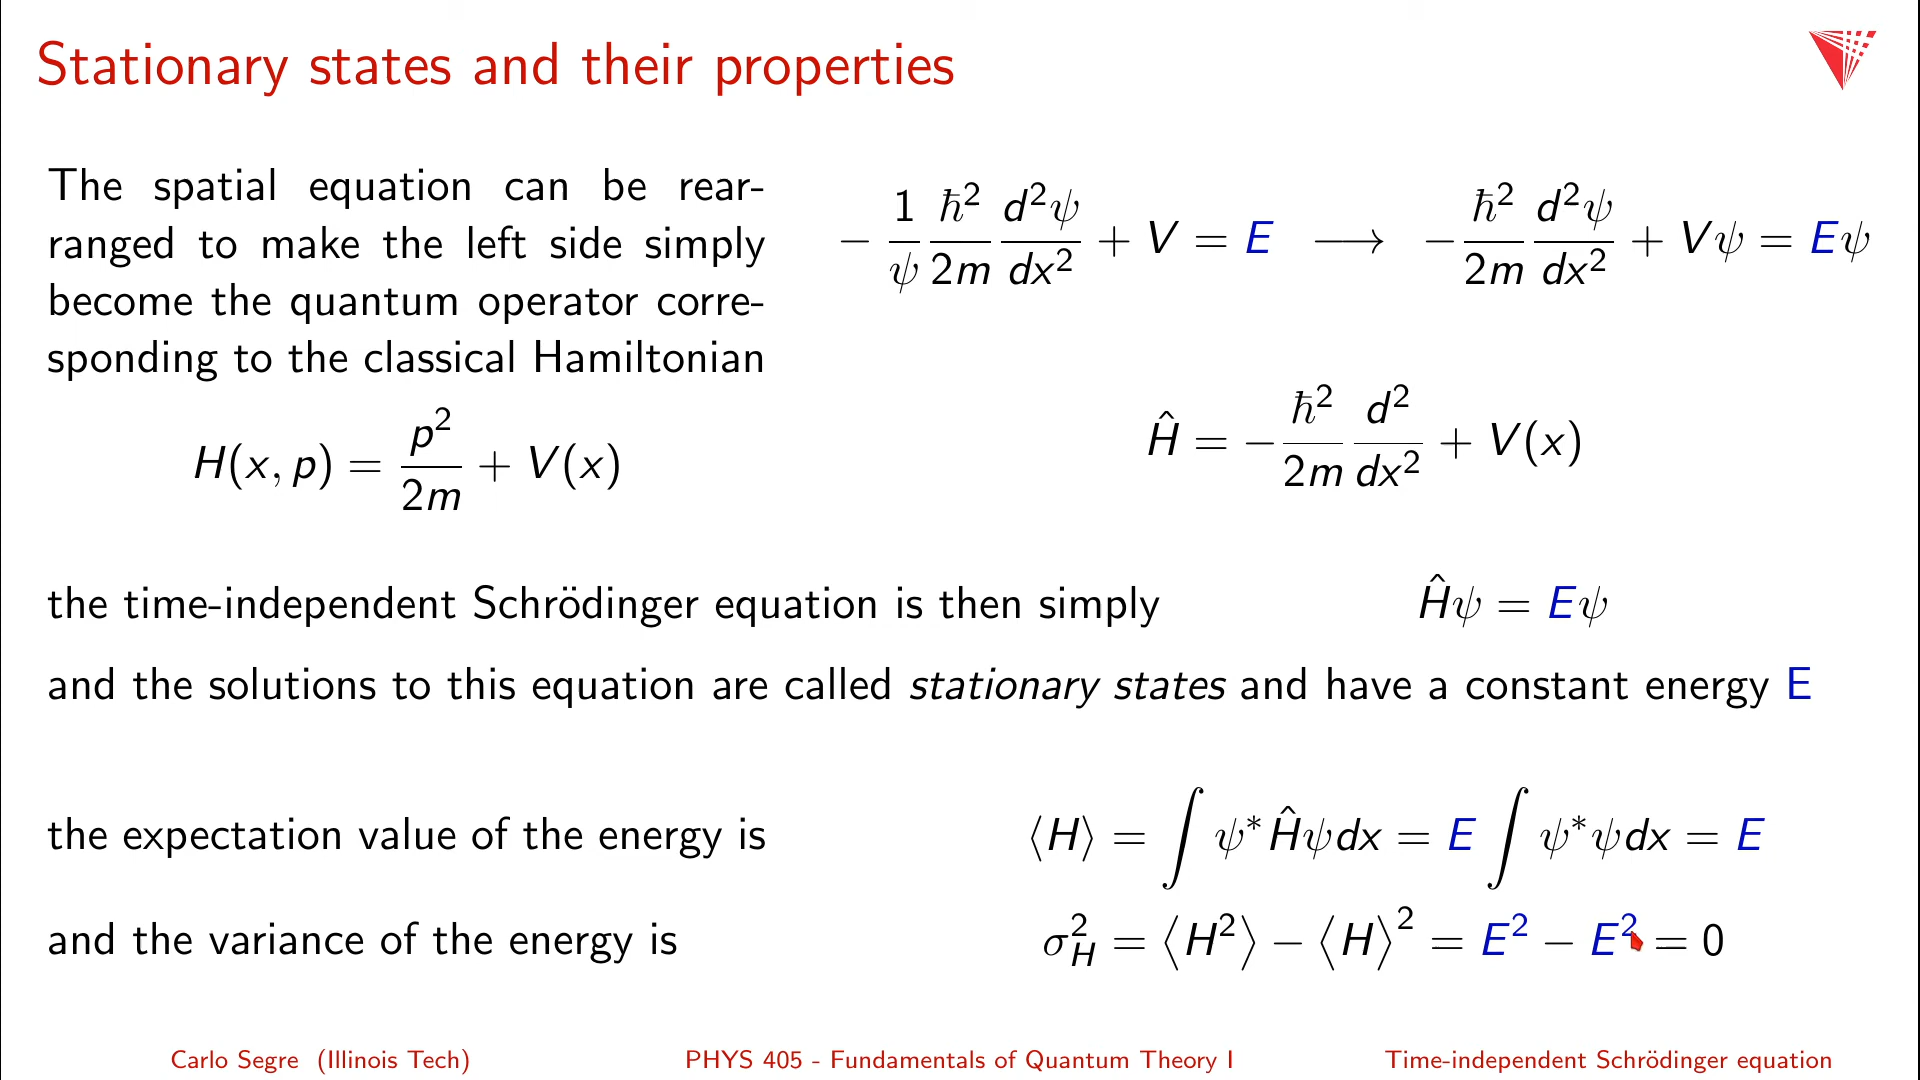 Stationary states and their properties
The spatial equation can be rear-
ranged to make the left side simply
become the quantum operator corre-
sponding to the classical Hamiltonian
H(x, p) = p²/2m + V(x)
− 1/ψ ħ²/2m d²ψ/dx² + V = E ⟶ − ħ²/2m d²ψ/dx² + Vψ = Eψ
Ĥ = − ħ²/2m d²/dx² + V(x)
the time-independent Schrödinger equation is then simply Ĥψ = Eψ
and the solutions to this equation are called stationary states and have a constant energy E
the expectation value of the energy is ⟨H⟩ = ∫ ψ*Ĥψdx = E ∫ ψ*ψdx = E
and the variance of the energy is σ²_H = ⟨H²⟩ − ⟨H⟩² = E² − E² = 0
Carlo Segre (Illinois Tech) PHYS 405 - Fundamentals of Quantum Theory I Time-independent Schrödinger equation